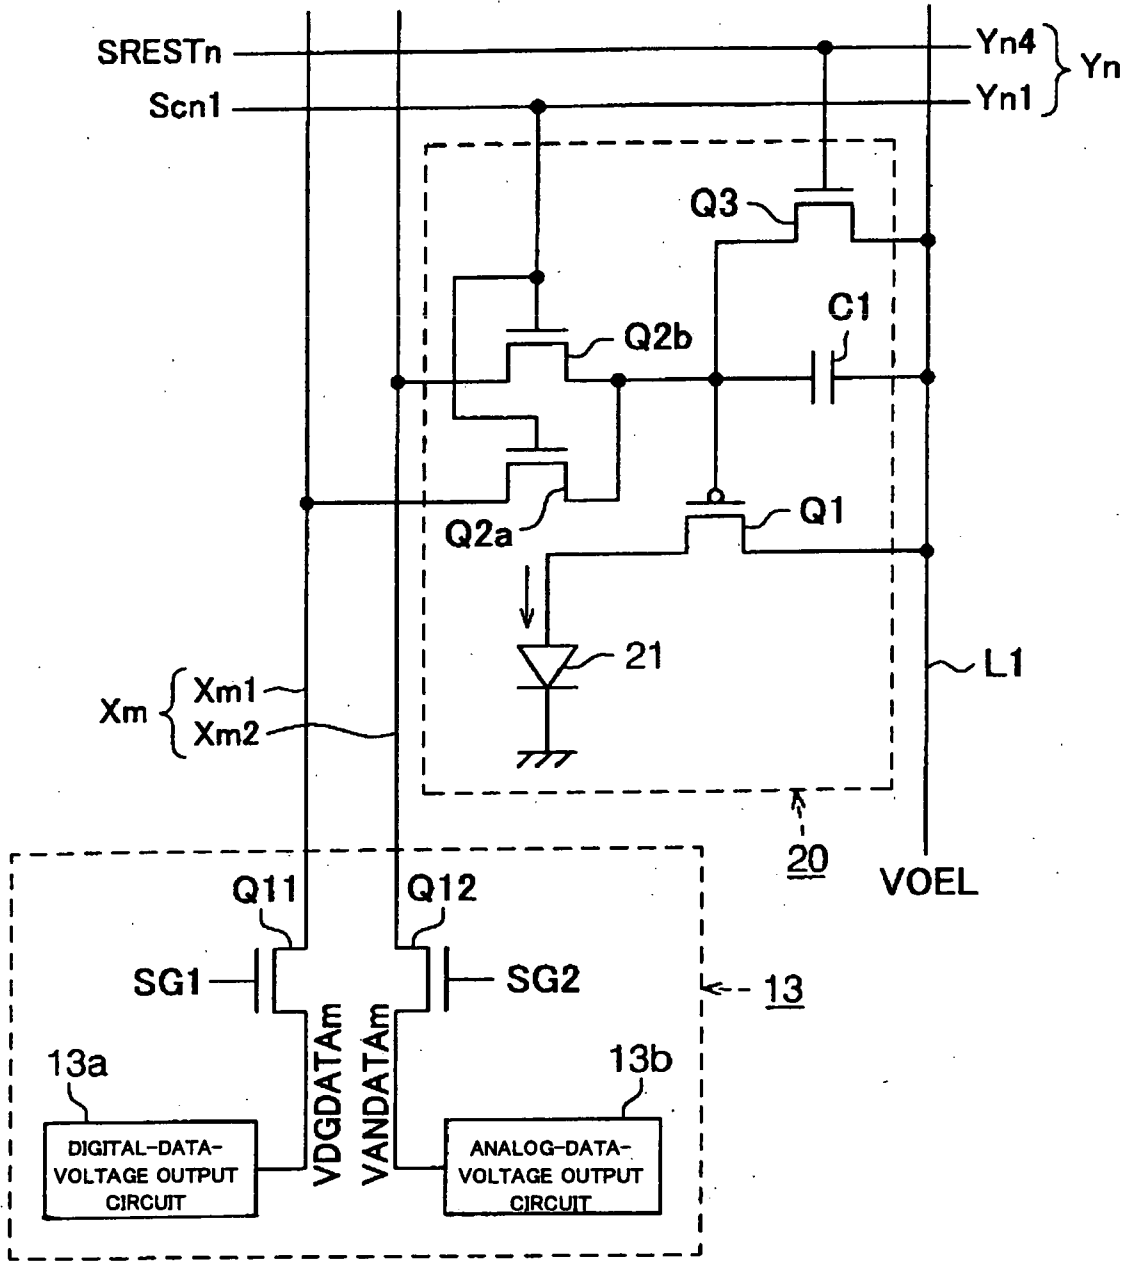 SRESTn
Yn4
Yn
Scn1
Yn1
Q3
C1
Q2b
Q1
Q2a
21
L1
Xm
Xm1
Xm2
20
VOEL
Q11
Q12
SG1
SG2
13
VDGDATAm
VANDATAm
13a
13b
DIGITAL-DATA-
VOLTAGE OUTPUT
CIRCUIT
ANALOG-DATA-
VOLTAGE OUTPUT
CIRCUIT